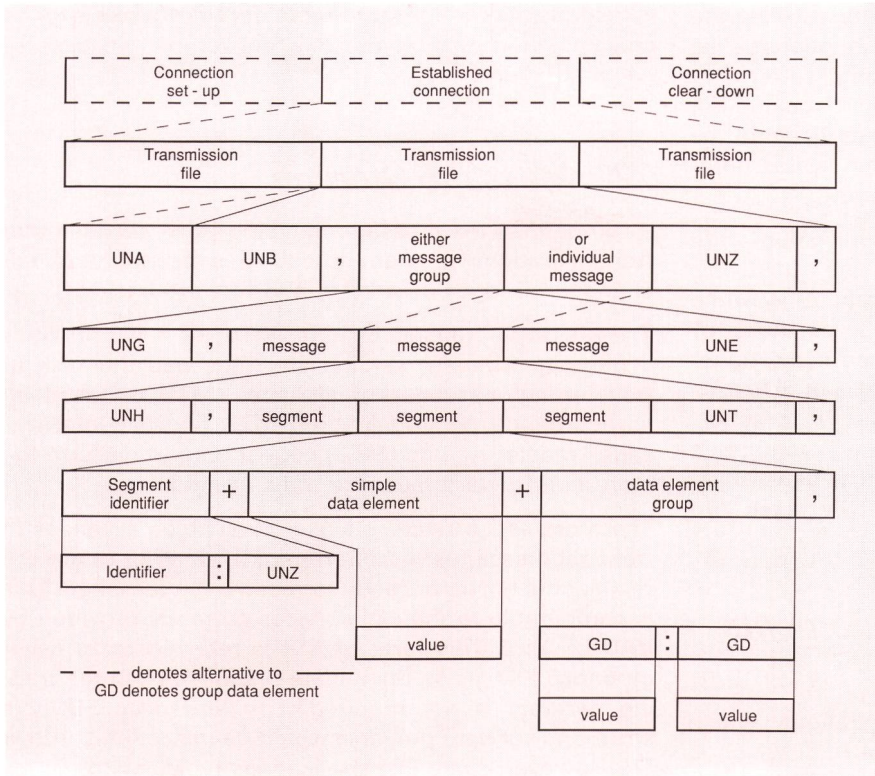 Connection set - up
Established connection
Connection clear - down
Transmission file
Transmission file
Transmission file
UNA
UNB
,
either message group
or individual message
UNZ
,
UNG
,
message
message
message
UNE
,
UNH
,
segment
segment
segment
UNT
,
Segment identifier
+
simple data element
+
data element group
,
Identifier
:
UNZ
value
GD
:
GD
— — — denotes alternative to
GD denotes group data element
value
value